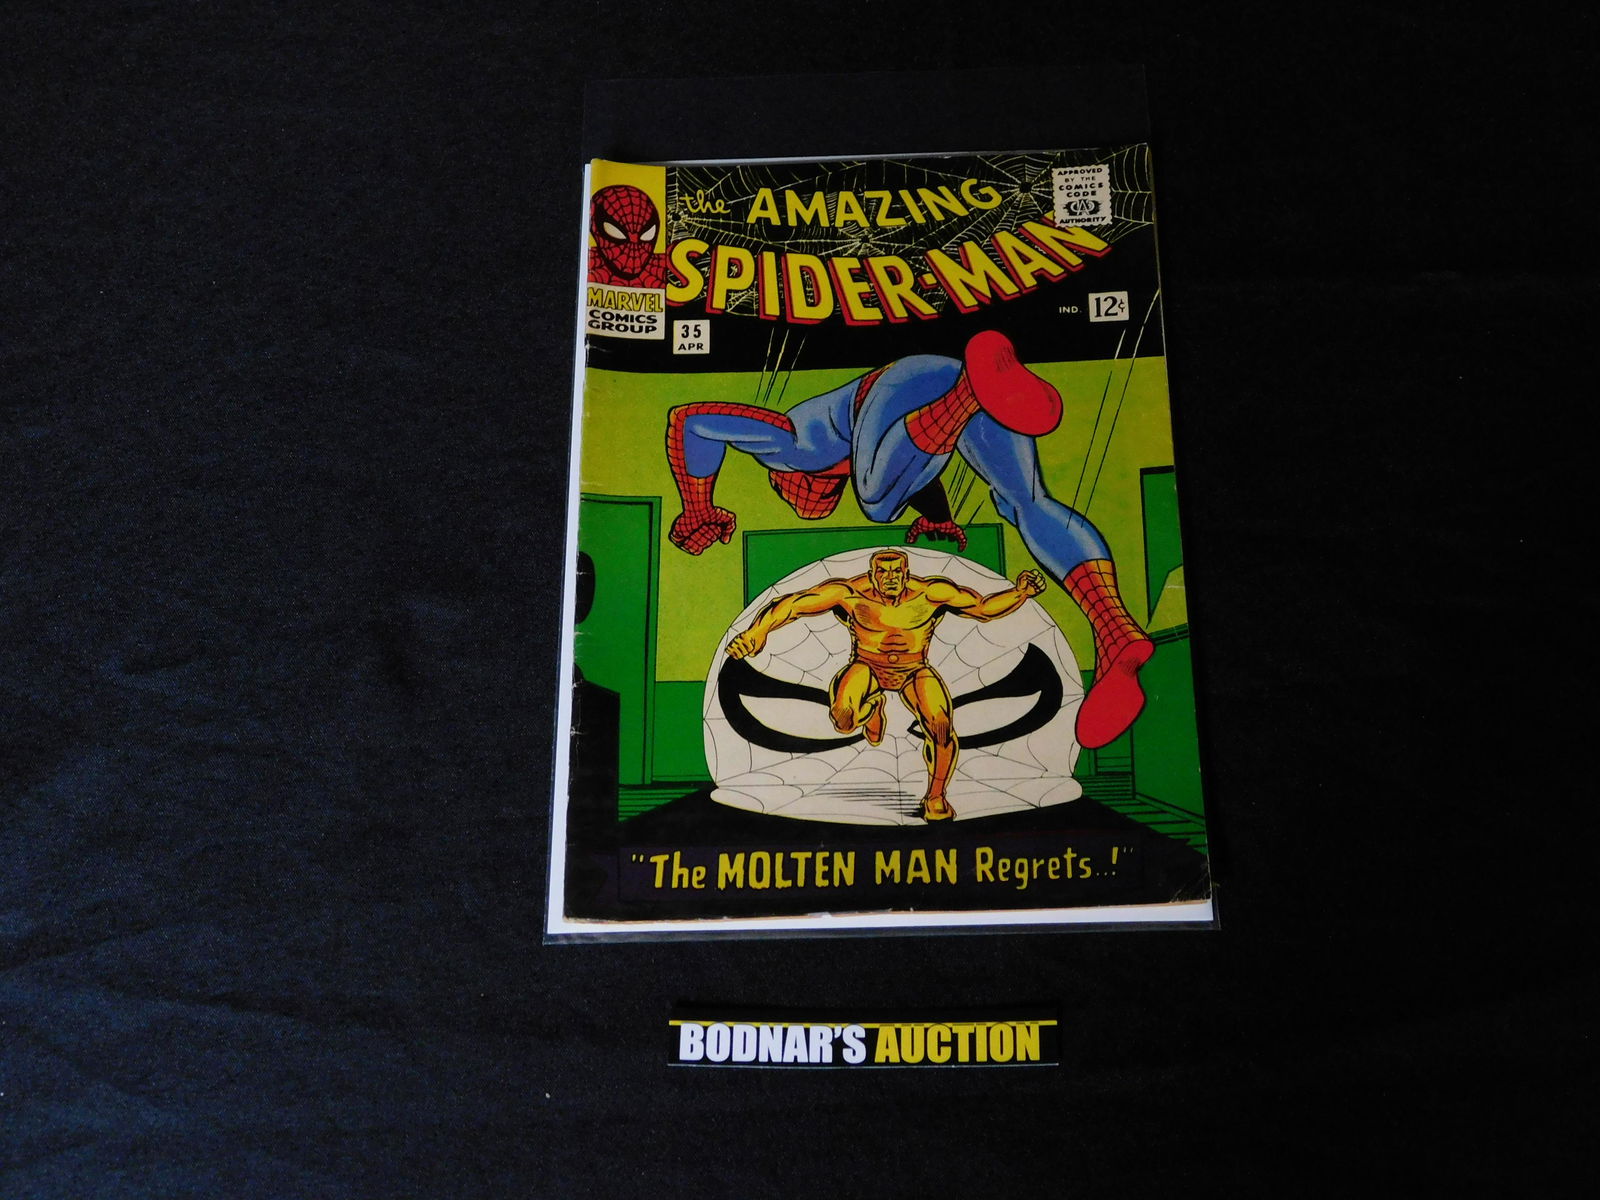 the AMAZING
SPIDER-MAN
APPROVED
BY THE
COMICS
CODE
CA
AUTHORITY
MARVEL
COMICS
GROUP
35
APR
IND. 12¢
"The MOLTEN MAN Regrets..!"
BODNAR'S AUCTION